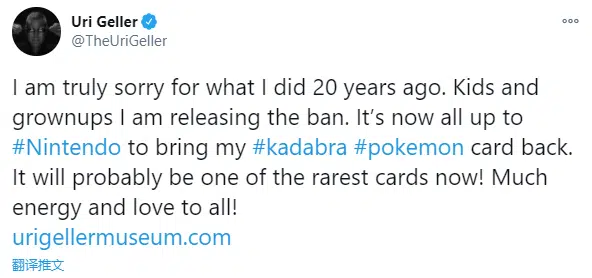 Uri Geller
@TheUriGeller
I am truly sorry for what I did 20 years ago. Kids and
grownups I am releasing the ban. It's now all up to
#Nintendo to bring my #kadabra #pokemon card back.
It will probably be one of the rarest cards now! Much
energy and love to all!
urigellermuseum.com
翻译推文